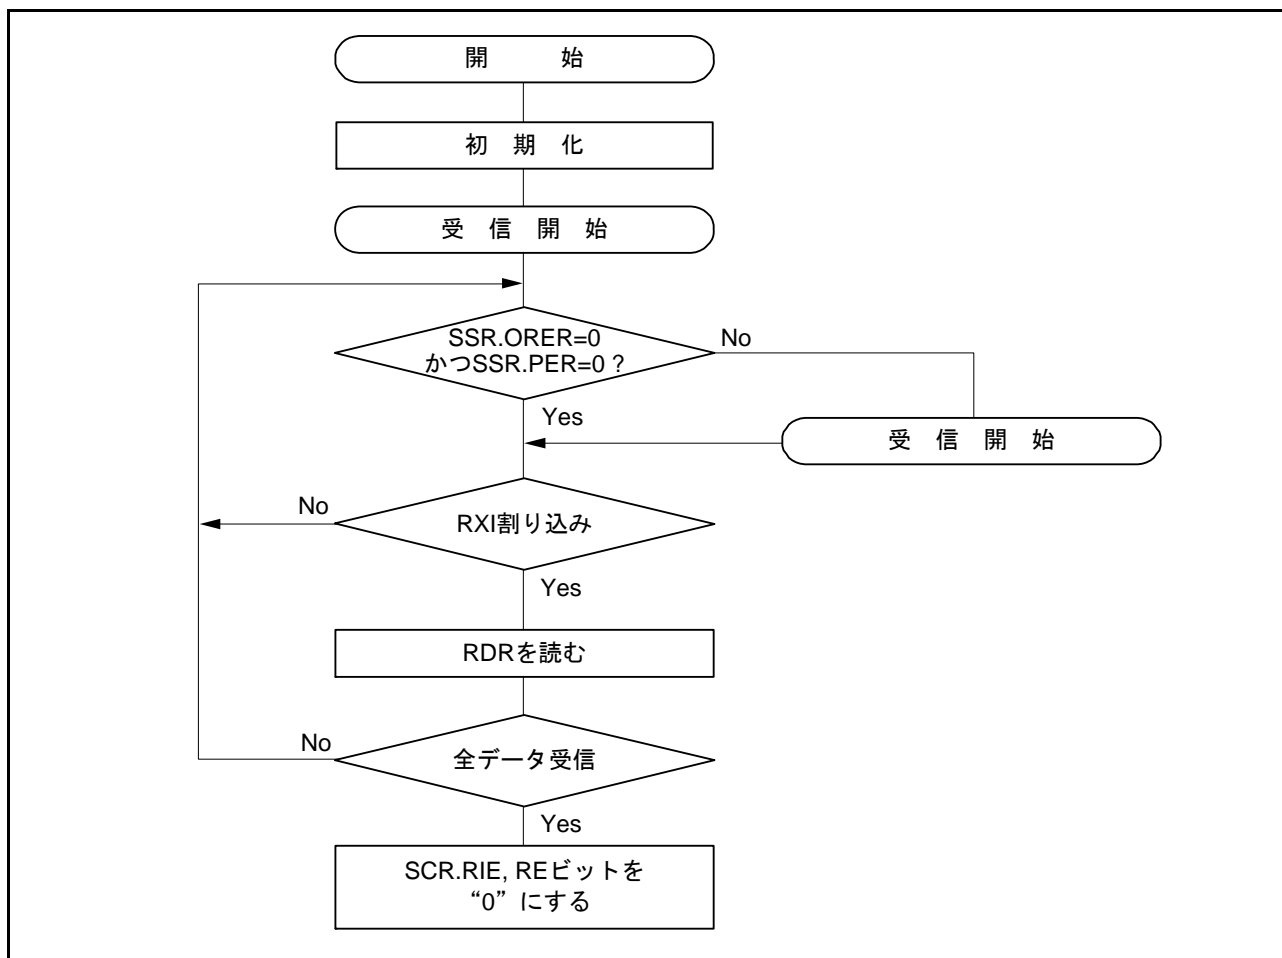 開 始
初 期 化
受 信 開 始
SSR.ORER=0
かつSSR.PER=0 ?
No
Yes
受 信 開 始
No
RXI割り込み
Yes
RDRを読む
No
全データ受信
Yes
SCR.RIE, REビットを
“0” にする